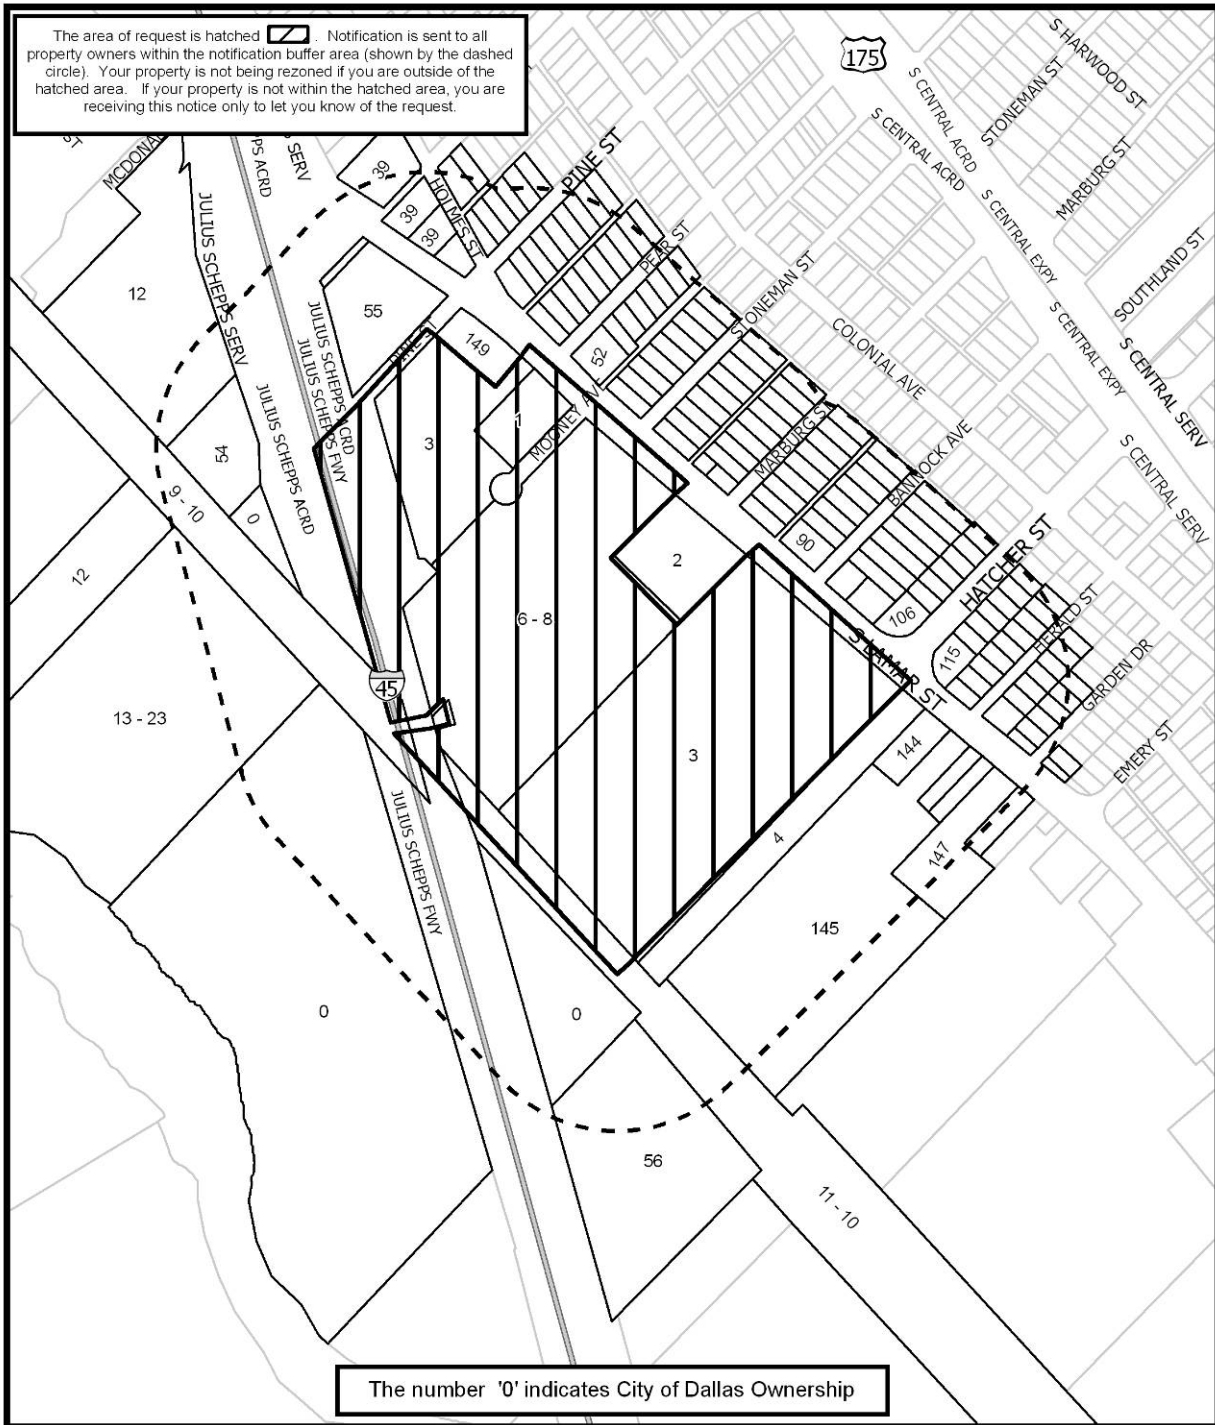 The area of request is hatched . Notification is sent to all
property owners within the notification buffer area (shown by the dashed
circle). Your property is not being rezoned if you are outside of the
hatched area. If your property is not within the hatched area, you are
receiving this notice only to let you know of the request.
175
S HARWOOD ST
STONEMAN ST
S CENTRAL ACRD
S CENTRAL ACRD
MARBURG ST
S CENTRAL EXPY
SOUTHLAND ST
S CENTRAL EXPY
S CENTRAL SERV
S CENTRAL SERV
ST
MCDONAL
PPS ACRD
SERV
39
39
39
HOLMES ST
PINE ST
PEAR ST
STONEMAN ST
COLONIAL AVE
JULIUS SCHEPPS SERV
12
55
JULIUS SCHEPPS ACRD
JULIUS SCHEPPS FWY
149
52
MOONEY AVE
MARBURG S
BANNOCK AVE
JULIUS SCHEPPS ACRD
54
3
9 - 10
0
90
HATCHER ST
12
2
6 - 8
106
HERALD ST
S LAMAR ST
115
GARDEN DR
45
13 - 23
3
144
EMERY ST
JULIUS SCHEPPS FWY
4
147
145
0
0
56
11 - 10
The number '0' indicates City of Dallas Ownership